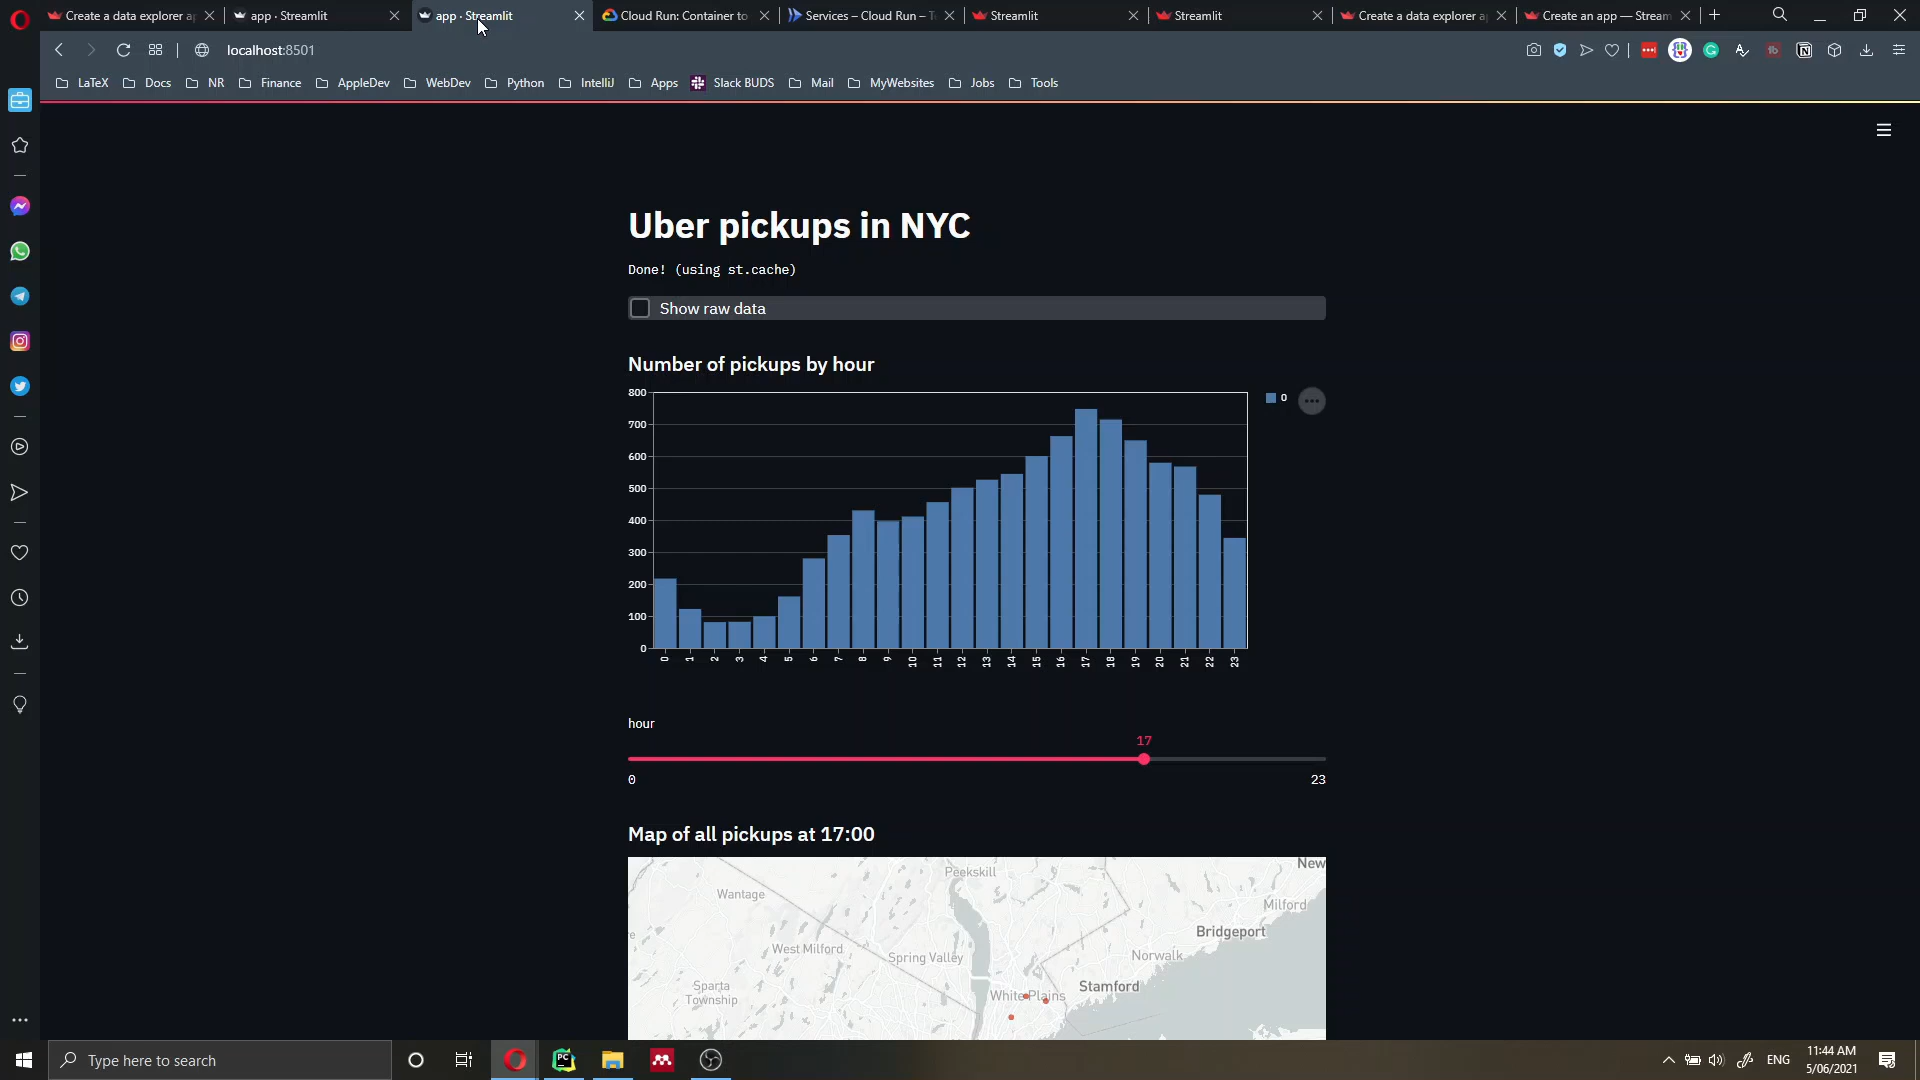 Create a data explorer a
app · Streamlit
app · Streamlit
Cloud Run: Container to
Services – Cloud Run – T
Streamlit
Streamlit
Create a data explorer a
Create an app — Stream
localhost:8501
LaTeX
Docs
NR
Finance
AppleDev
WebDev
Python
IntelliJ
Apps
Slack BUDS
Mail
MyWebsites
Jobs
Tools
Uber pickups in NYC
Done! (using st.cache)
Show raw data
Number of pickups by hour
800
700
600
500
400
300
200
100
0
0
0 1 2 3 4 5 6 7 8 9 10 11 12 13 14 15 16 17 18 19 20 21 22 23
hour
17
0
23
Map of all pickups at 17:00
New
Peekskill
Wantage
Milford
Bridgeport
West Milford
Spring Valley
Norwalk
Sparta
Township
Stamford
White Plains
Type here to search
PC
ENG
11:44 AM
5/06/2021